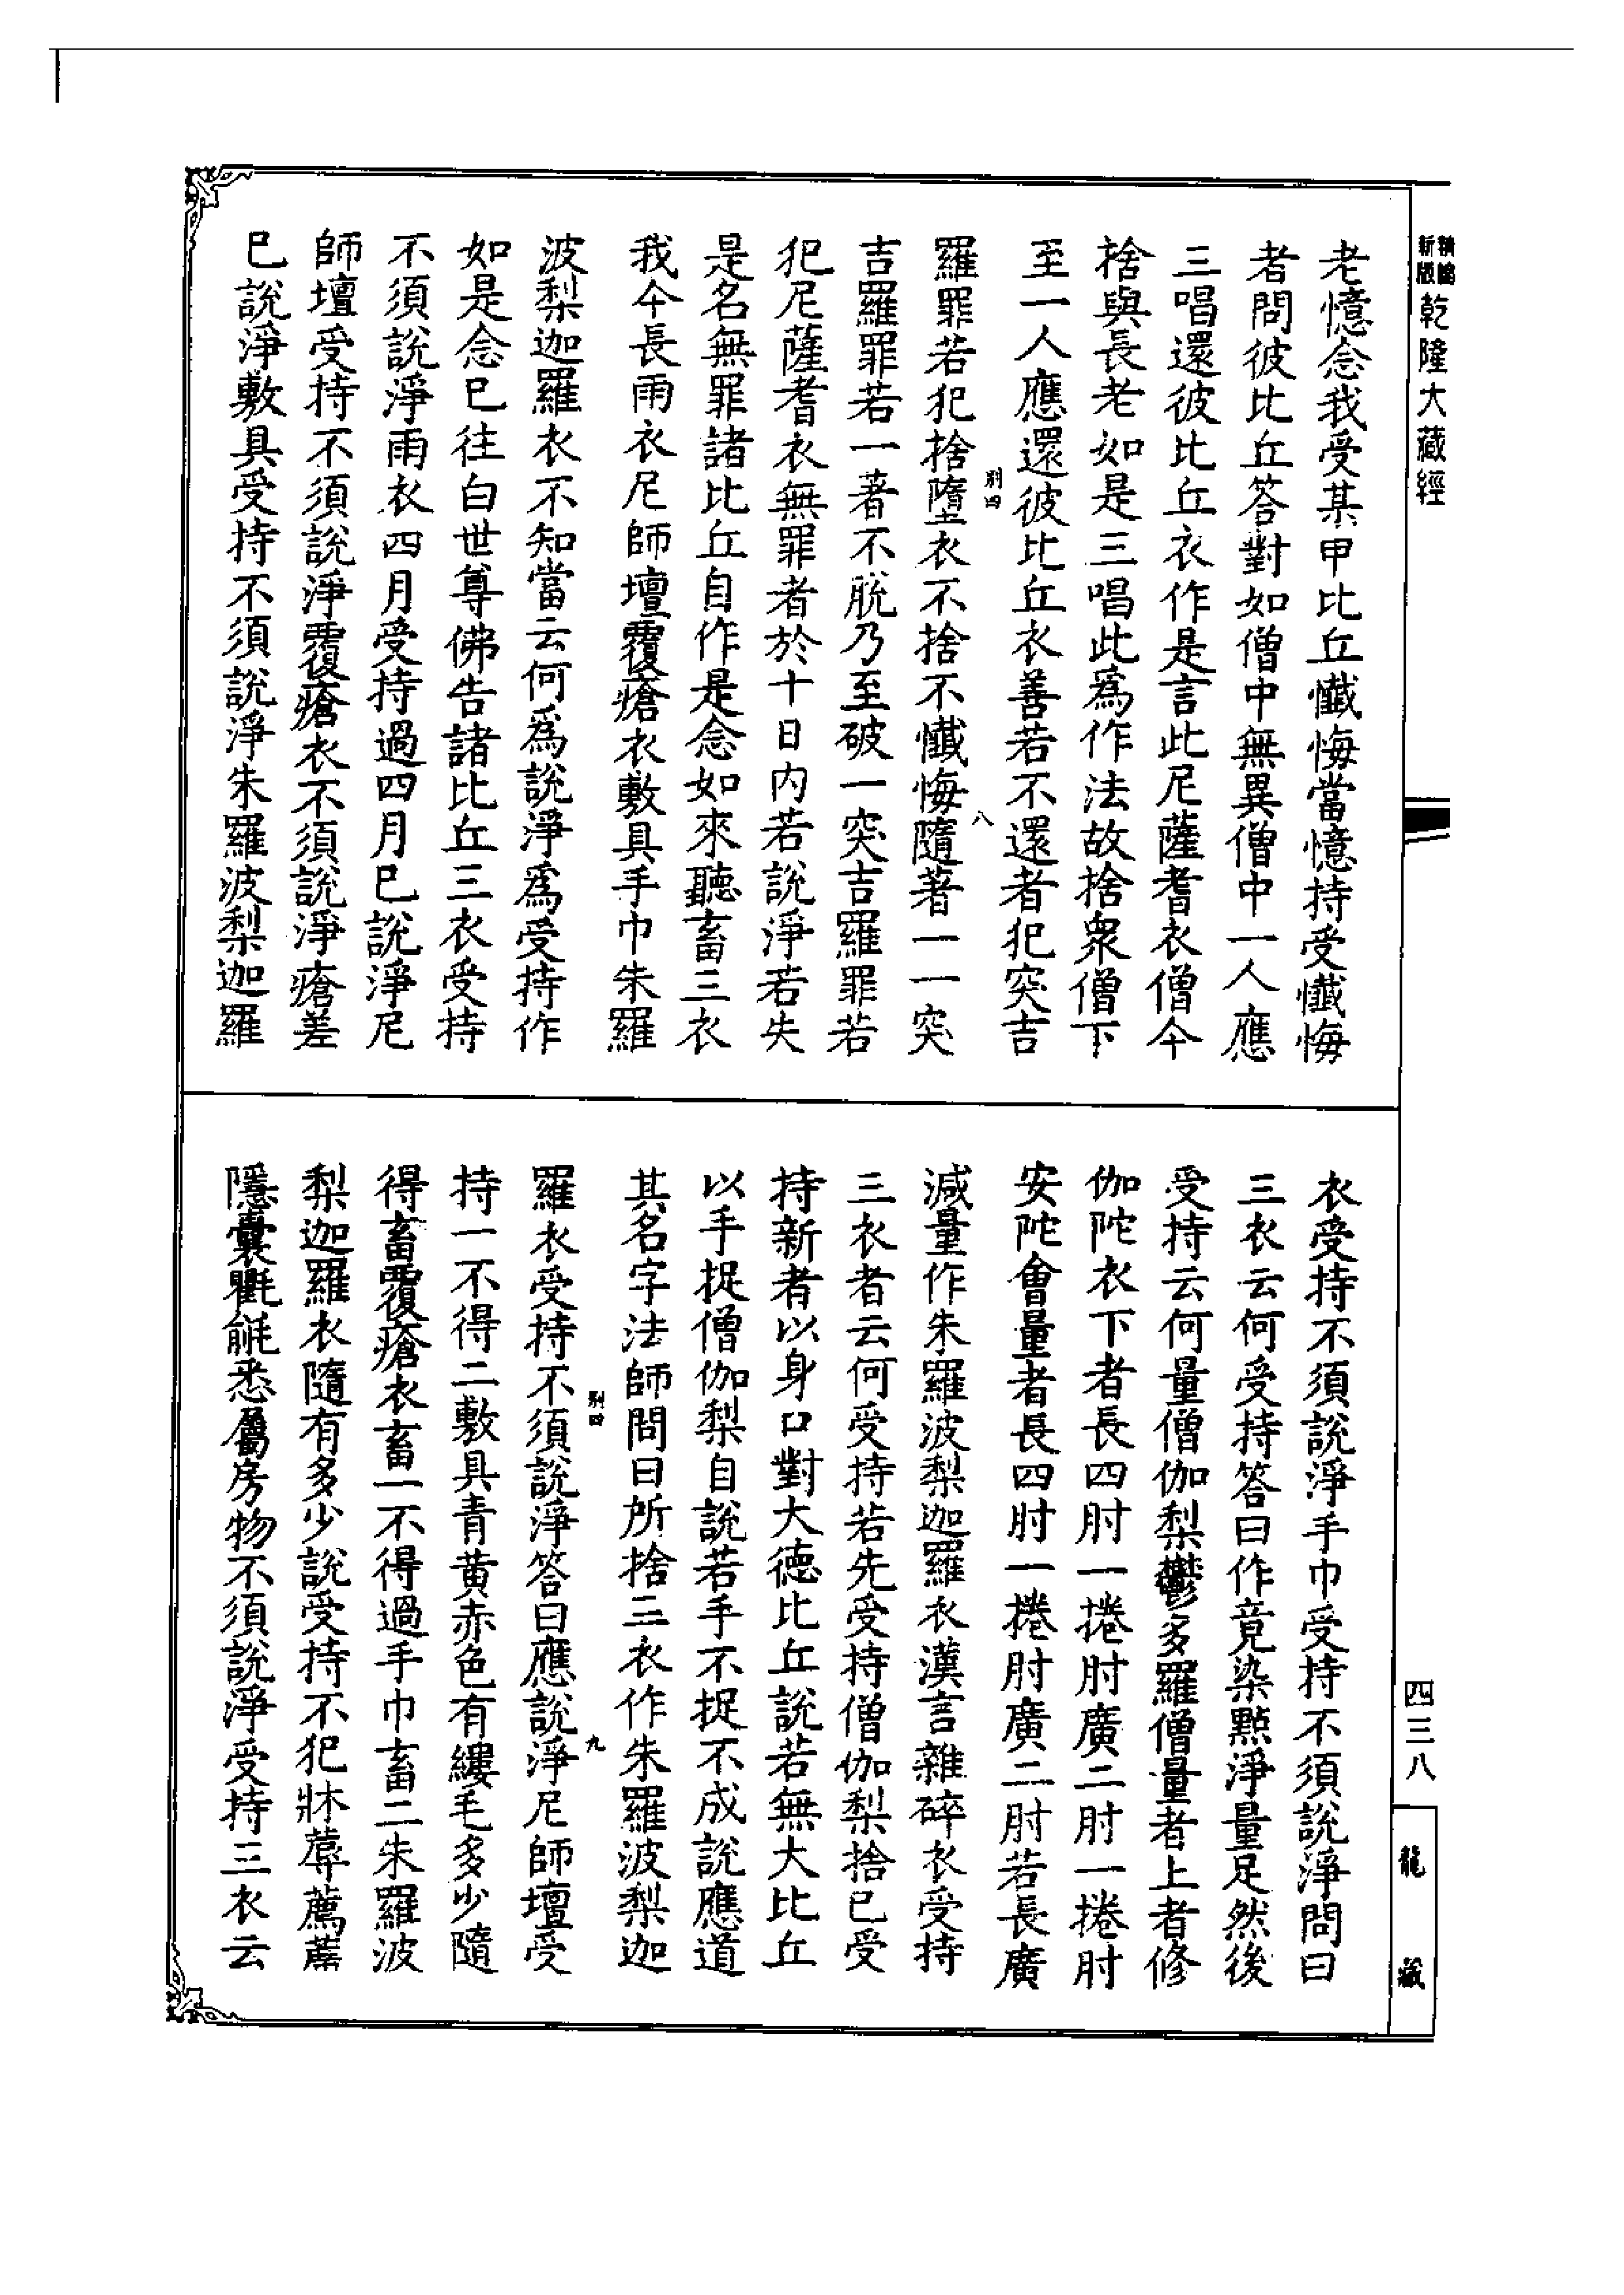 新編
新版 乾隆大藏經
老憶念我受某甲比丘懺悔當憶持受懺悔
者問彼比丘答對如僧中無異僧中一人應
三唱還彼比丘衣作是言此尼薩耆衣僧今
捨與長老如是三唱此爲作法故捨衆僧下
至一人應還彼比丘衣善若不還者犯突吉
別四
八
羅罪若犯捨墮衣不捨不懺悔隨著一一突
吉羅罪若一著不脫乃至破一突吉羅罪若
犯尼薩耆衣無罪者於十日内若說淨若失
是名無罪諸比丘自作是念如來聽畜三衣
我今長雨衣尼師壇覆瘡衣敷具手巾朱羅
波梨迦羅衣不知當云何爲說淨爲受持作
如是念已往白世尊佛告諸比丘三衣受持
不須說淨雨衣四月受持過四月已說淨尼
師壇受持不須說淨覆瘡衣不須說淨瘡差
已說淨敷具受持不須說淨朱羅波梨迦羅
衣受持不須說淨手巾受持不須說淨問曰
三衣云何受持答曰作竟染點淨量足然後
受持云何量僧伽梨鬱多羅僧量者上者修
伽陀衣下者長四肘一捲肘廣二肘一捲肘
安陀會量者長四肘一捲肘廣二肘若長廣
減量作朱羅波梨迦羅衣漢言雜碎衣受持
三衣者云何受持若先受持僧伽梨捨已受
持新者以身口對大德比丘說若無大比丘
以手捉僧伽梨自說若手不捉不成說應道
其名字法師問曰所捨三衣作朱羅波梨迦
別四
九
羅衣受持不須說淨答曰應說淨尼師壇受
持一不得二敷具青黄赤色有縷毛多少隨
得畜覆瘡衣畜一不得過手巾畜二朱羅波
梨迦羅衣隨有多少說受持不犯牀蓐薦薦
隱囊氍㲣悉屬房物不須說淨受持三衣云
四三八
龍藏